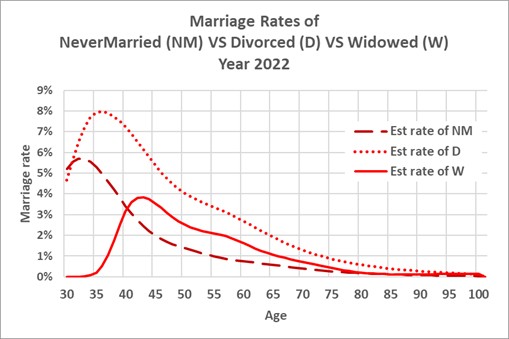 Marriage Rates of
NeverMarried (NM) VS Divorced (D) VS Widowed (W)
Year 2022
9%
8%
7%
6%
5%
4%
3%
2%
1%
0%
Marriage rate
Est rate of NM
Est rate of D
Est rate of W
30 35 40 45 50 55 60 65 70 75 80 85 90 95 100
Age